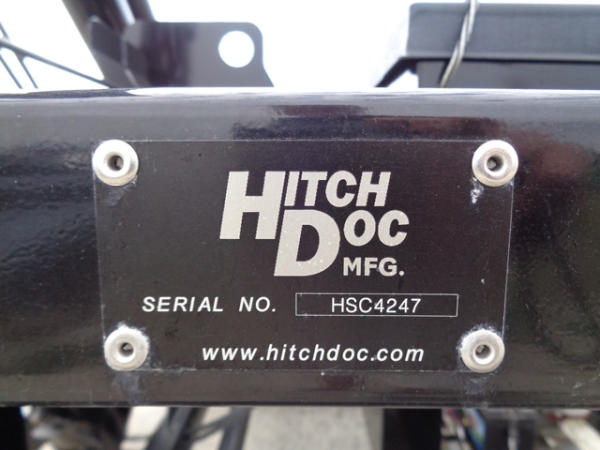 HITCH
DOC
MFG.
SERIAL NO. HSC4247
www.hitchdoc.com